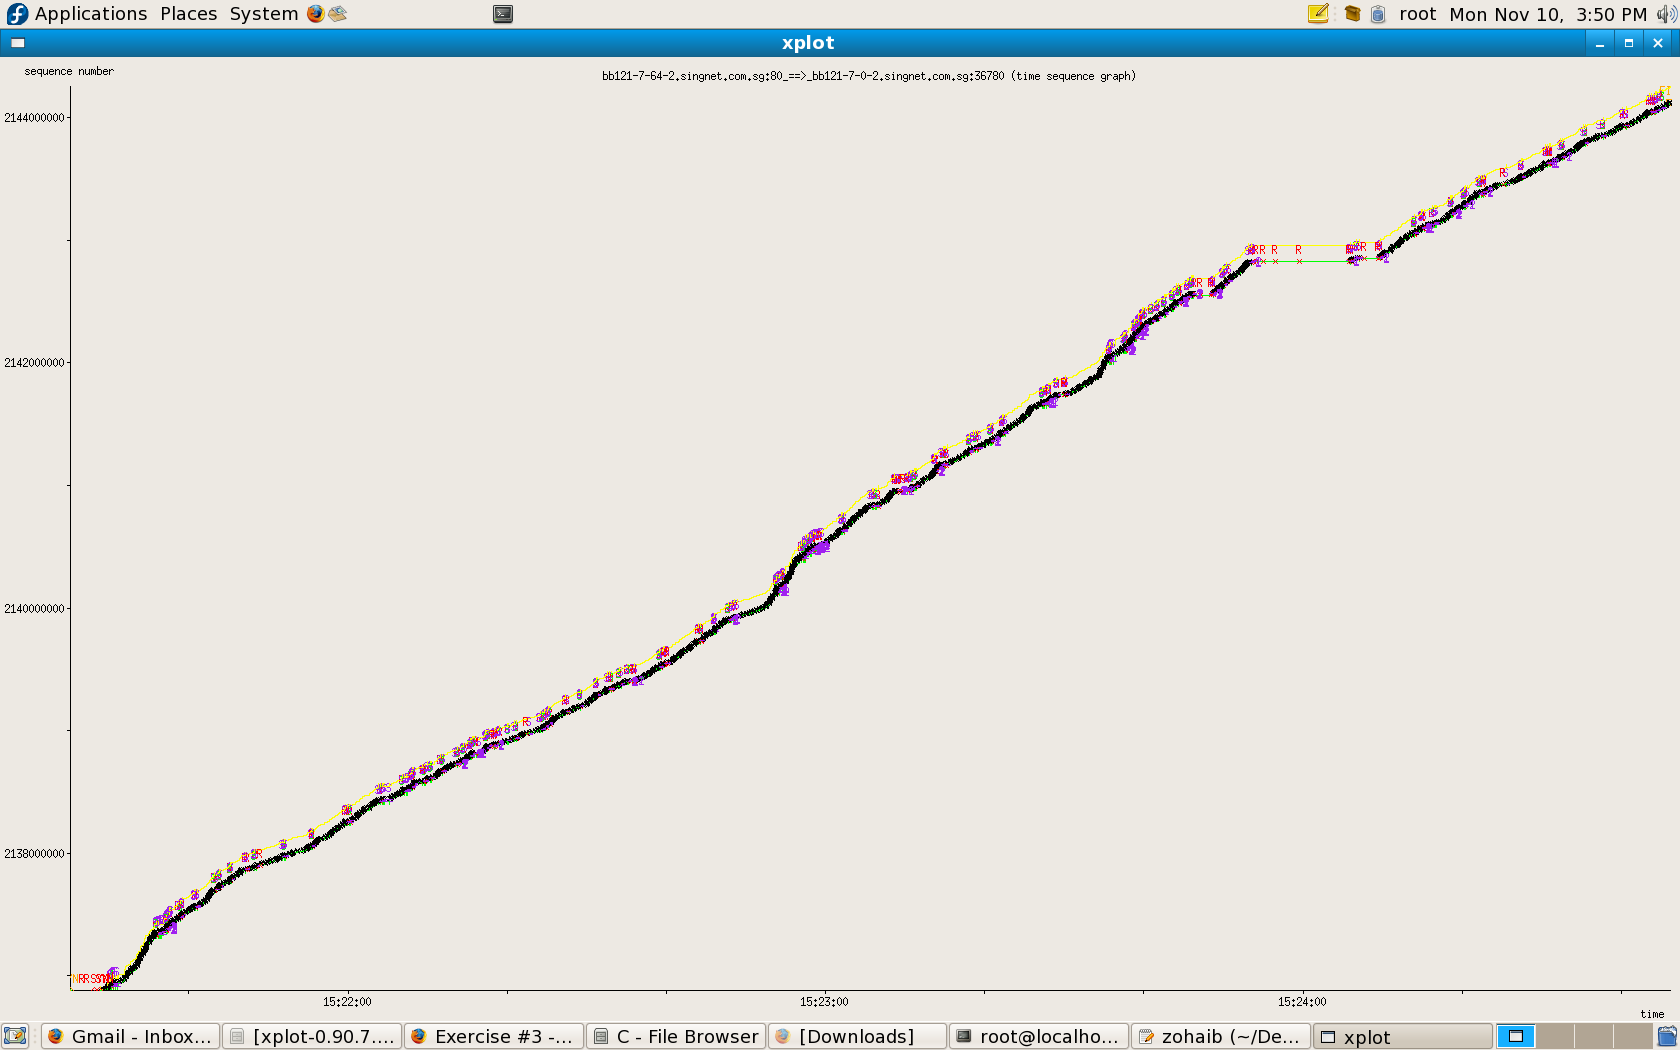 Applications Places System root Mon Nov 10, 3:50 PM
xplot
sequence number
bb121-7-64-2.singnet.com.sg:80_==>_bb121-7-0-2.singnet.com.sg:36780 (time sequence graph)
2144000000
2142000000
2140000000
2138000000
15:22:00 15:23:00 15:24:00
time
Gmail - Inbox... [xplot-0.90.7.... Exercise #3 -... C - File Browser [Downloads] root@localho... zohaib (~/De... xplot